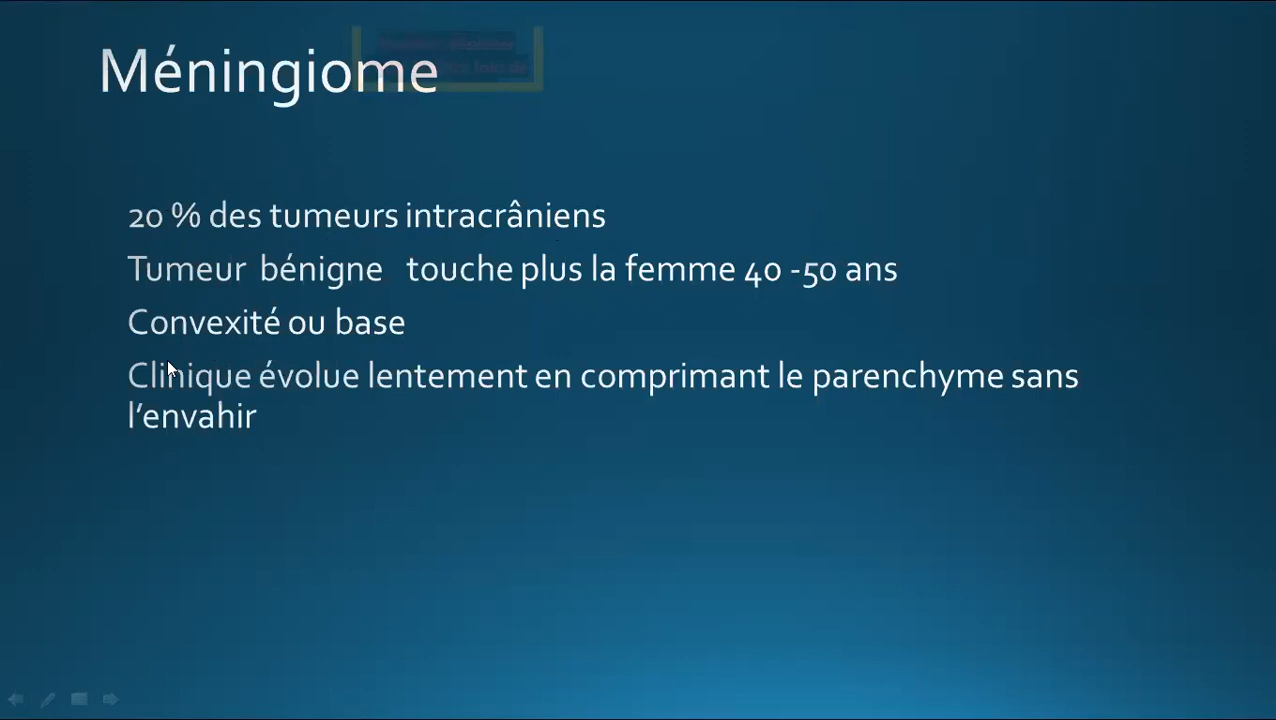 Méningiome
20 % des tumeurs intracrâniens
Tumeur bénigne touche plus la femme 40 -50 ans
Convexité ou base
Clinique évolue lentement en comprimant le parenchyme sans
l'envahir